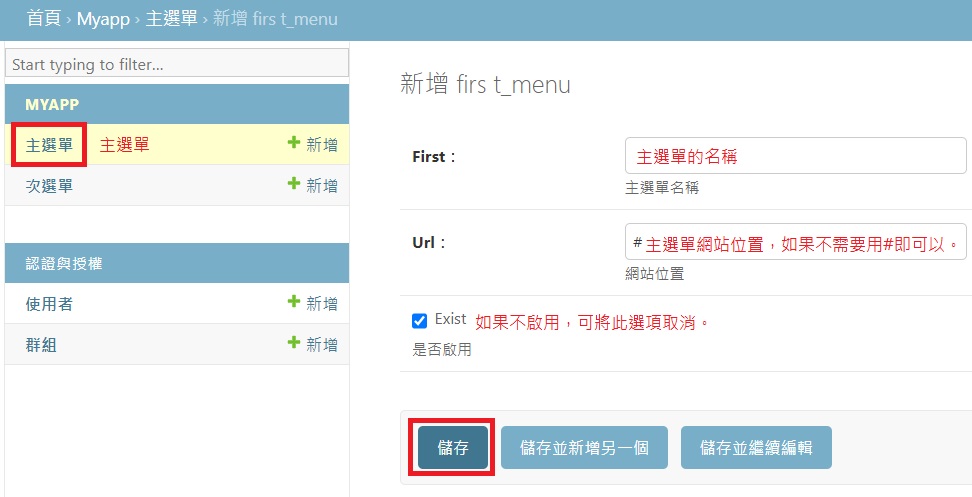 首頁 › Myapp › 主選單 › 新增 firs t_menu
Start typing to filter...
MYAPP
主選單 主選單 新增
次選單 新增
認證與授權
使用者 新增
群組 新增
新增 firs t_menu
First： 主選單的名稱
主選單名稱
Url： # 主選單網站位置，如果不需要用#即可以。
網站位置
Exist 如果不啟用，可將此選項取消。
是否啟用
儲存 儲存並新增另一個 儲存並繼續編輯